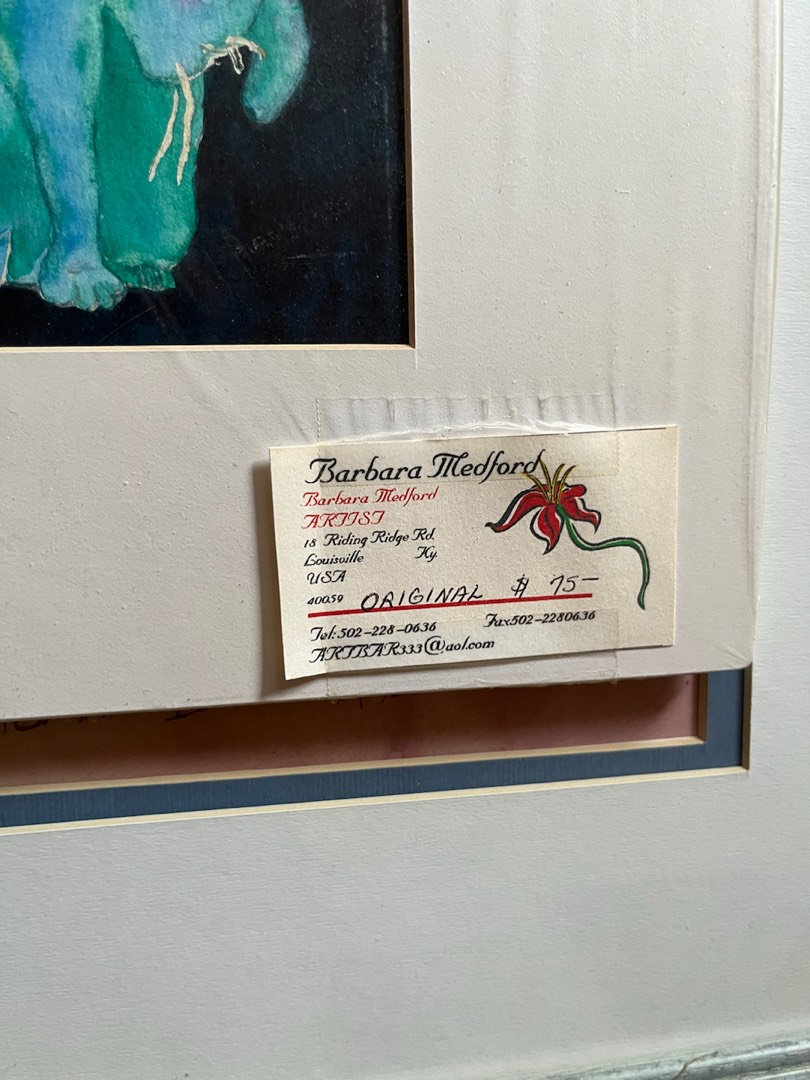 Barbara Medford
Barbara Medford
ARTIST
18 Riding Ridge Rd.
Louisville Ky.
USA
40059 ORIGINAL $ 75—
Tel: 502-228-0636 Fax502-2280636
ARTBAR333@aol.com